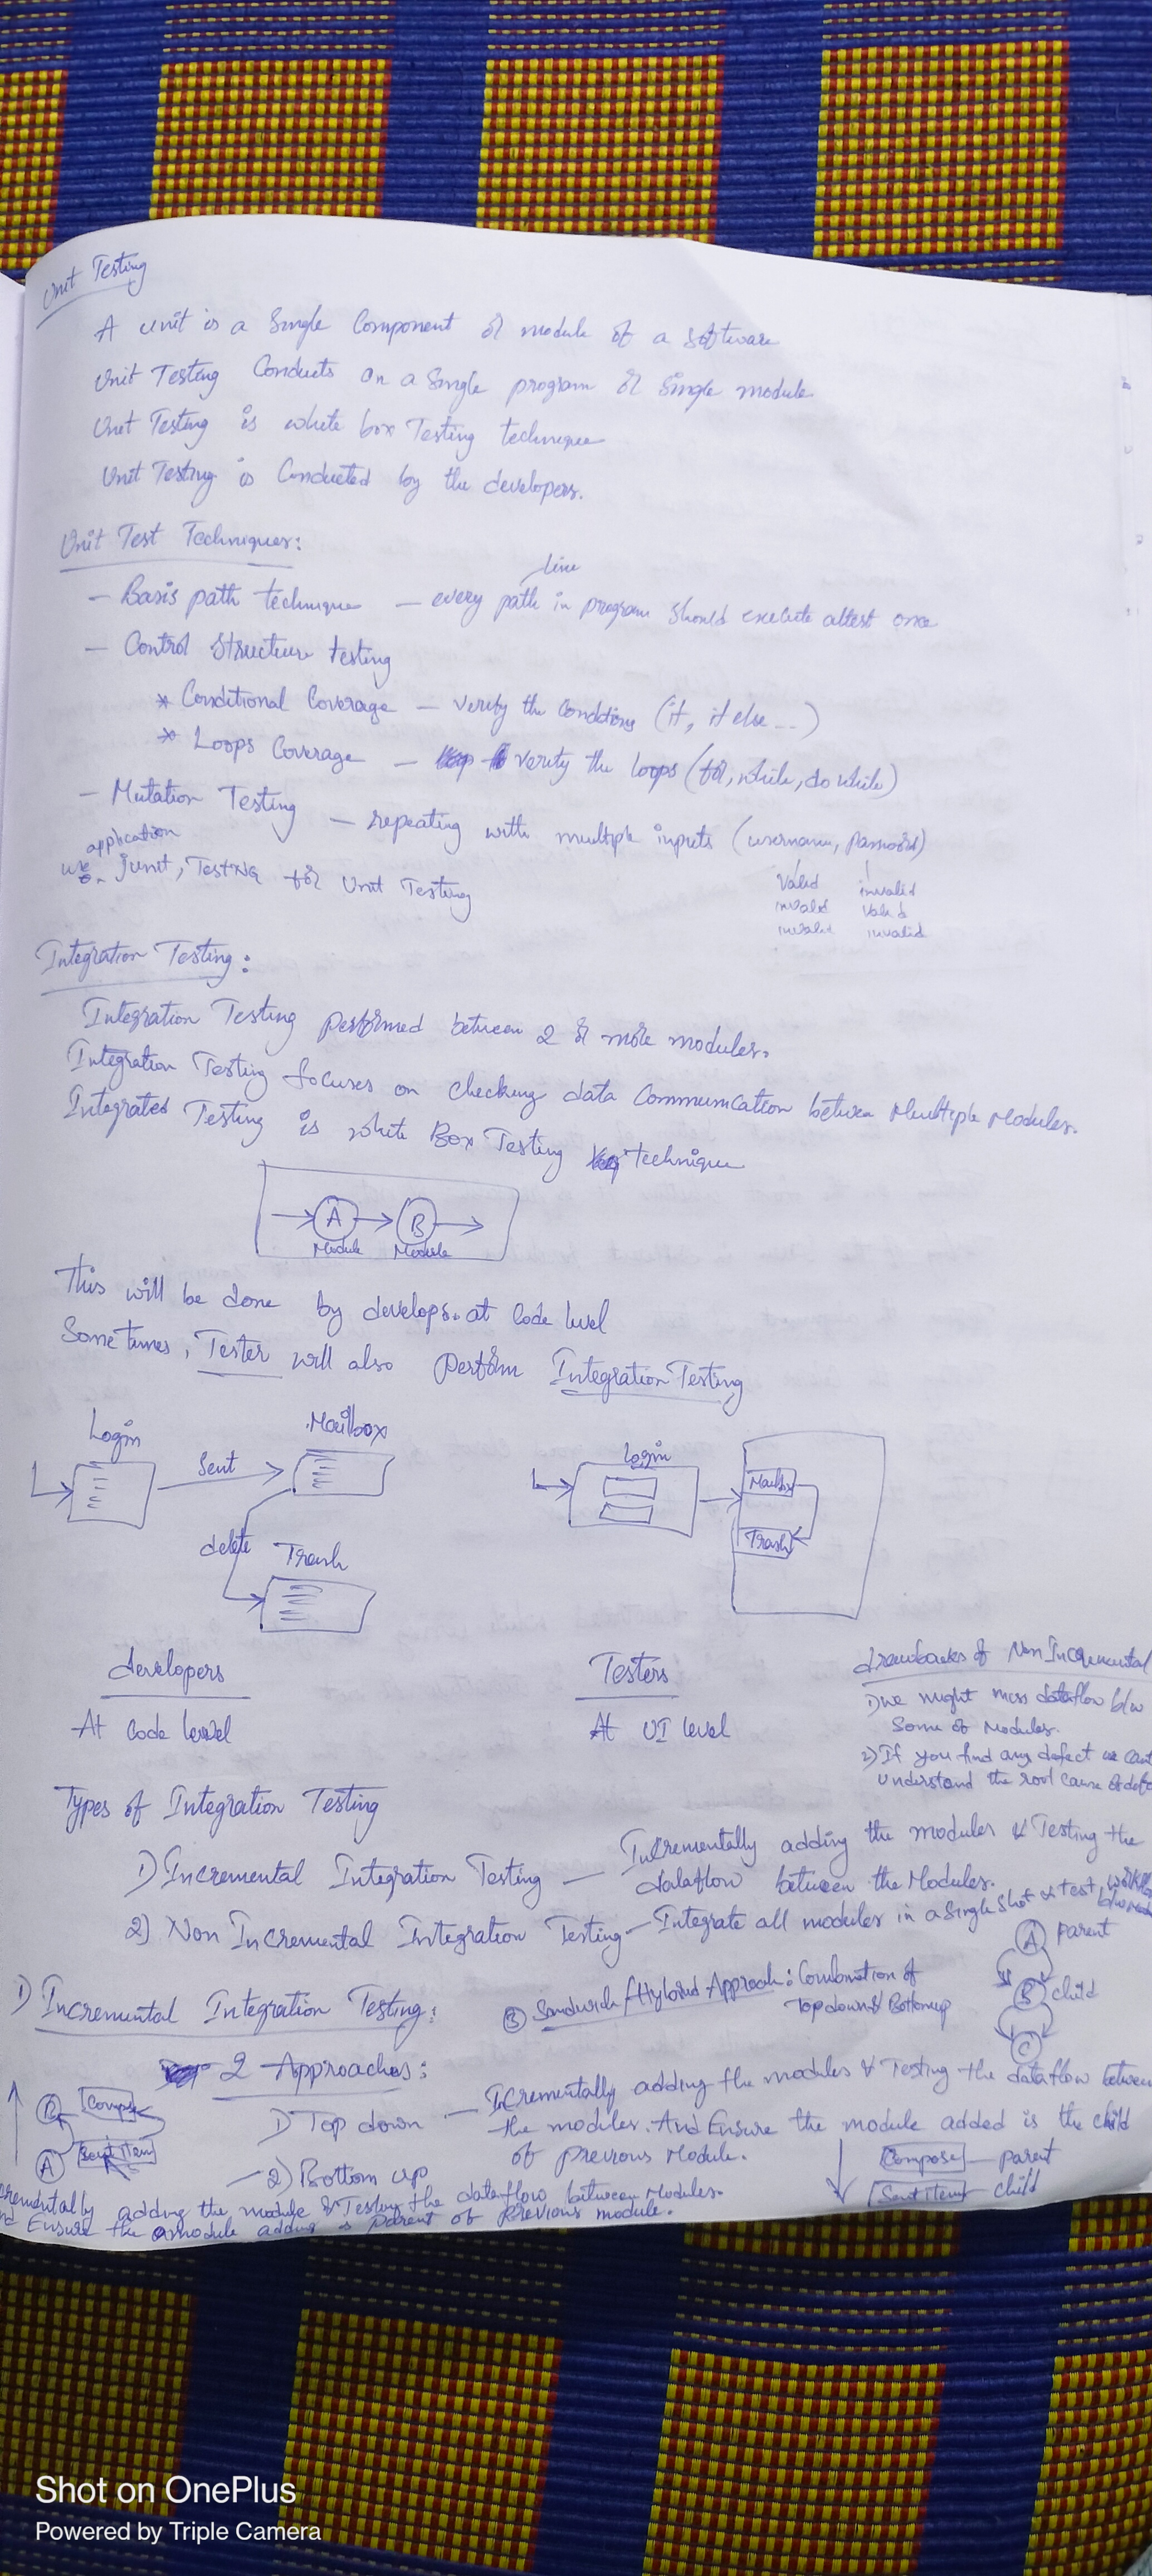 Unit Testing
A unit is a Single Component or module of a software
Unit Testing Conducts on a Single program or Single module
Unit Testing is white box Testing technique
Unit Testing is Conducted by the developers.
Unit Test Techniques:
line
- Basis path technique - every path in program should execute atlest once
- Control Structure testing
* Conditional Coverage - verify the conditions (if, if else ...)
* Loops Coverage - verify the loops (for, while, do while)
- Mutation Testing - repeating with multiple inputs (username, password)
Valid invalid
invalid valid
invalid invalid
application
we junit, TestNG for Unit Testing
Integration Testing:
Integration Testing performed between 2 or more modules.
Integration Testing focuses on checking data Communication between Multiple Modules.
Integrated Testing is white Box Testing technique
A B
Module Module
This will be done by develops. at Code level
Sometimes, Tester will also perform Integration Testing
Login Sent Mailbox
delete Trash
Login Mailbox
Trash
developers
At Code level
Testers
At UI level
drawbacks of Non Incremental
1) we might miss dataflow b/w
Some of Modules.
2) If you find any defect we cant
understand the root cause of
Types of Integration Testing
1) Incremental Integration Testing - Incrementally adding the modules & Testing the
dataflow between the Modules.
2) Non Incremental Integration Testing - Integrate all modules in a Single Shot & test
1) Incremental Integration Testing:
③ Sandwich/Hybrid Approach: Combination of
Top down & Bottom up
A parent
B child
C
2 Approaches:
1) Top down - Incrementally adding the modules & Testing the dataflow between
the modules. And Ensure the module added is the child
of previous Module.
Compose - parent
Sent item child
B Compose
A Sent item
2) Bottom up
adding the module & Testing the dataflow between Modules.
Ensure the module adding is parent of Previous module.
Shot on OnePlus
Powered by Triple Camera